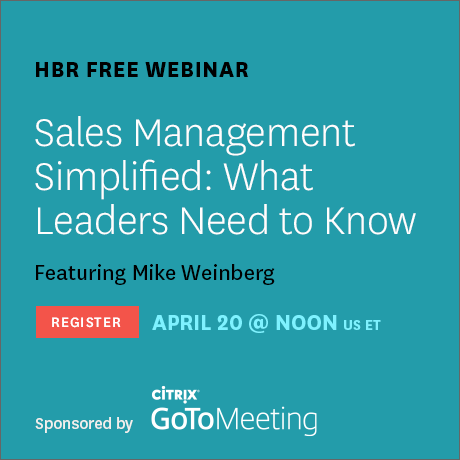 HBR FREE WEBINAR
Sales Management
Simplified: What
Leaders Need to Know
Featuring Mike Weinberg
REGISTER APRIL 20 @ NOON US ET
CITRIX®
Sponsored by GoToMeeting